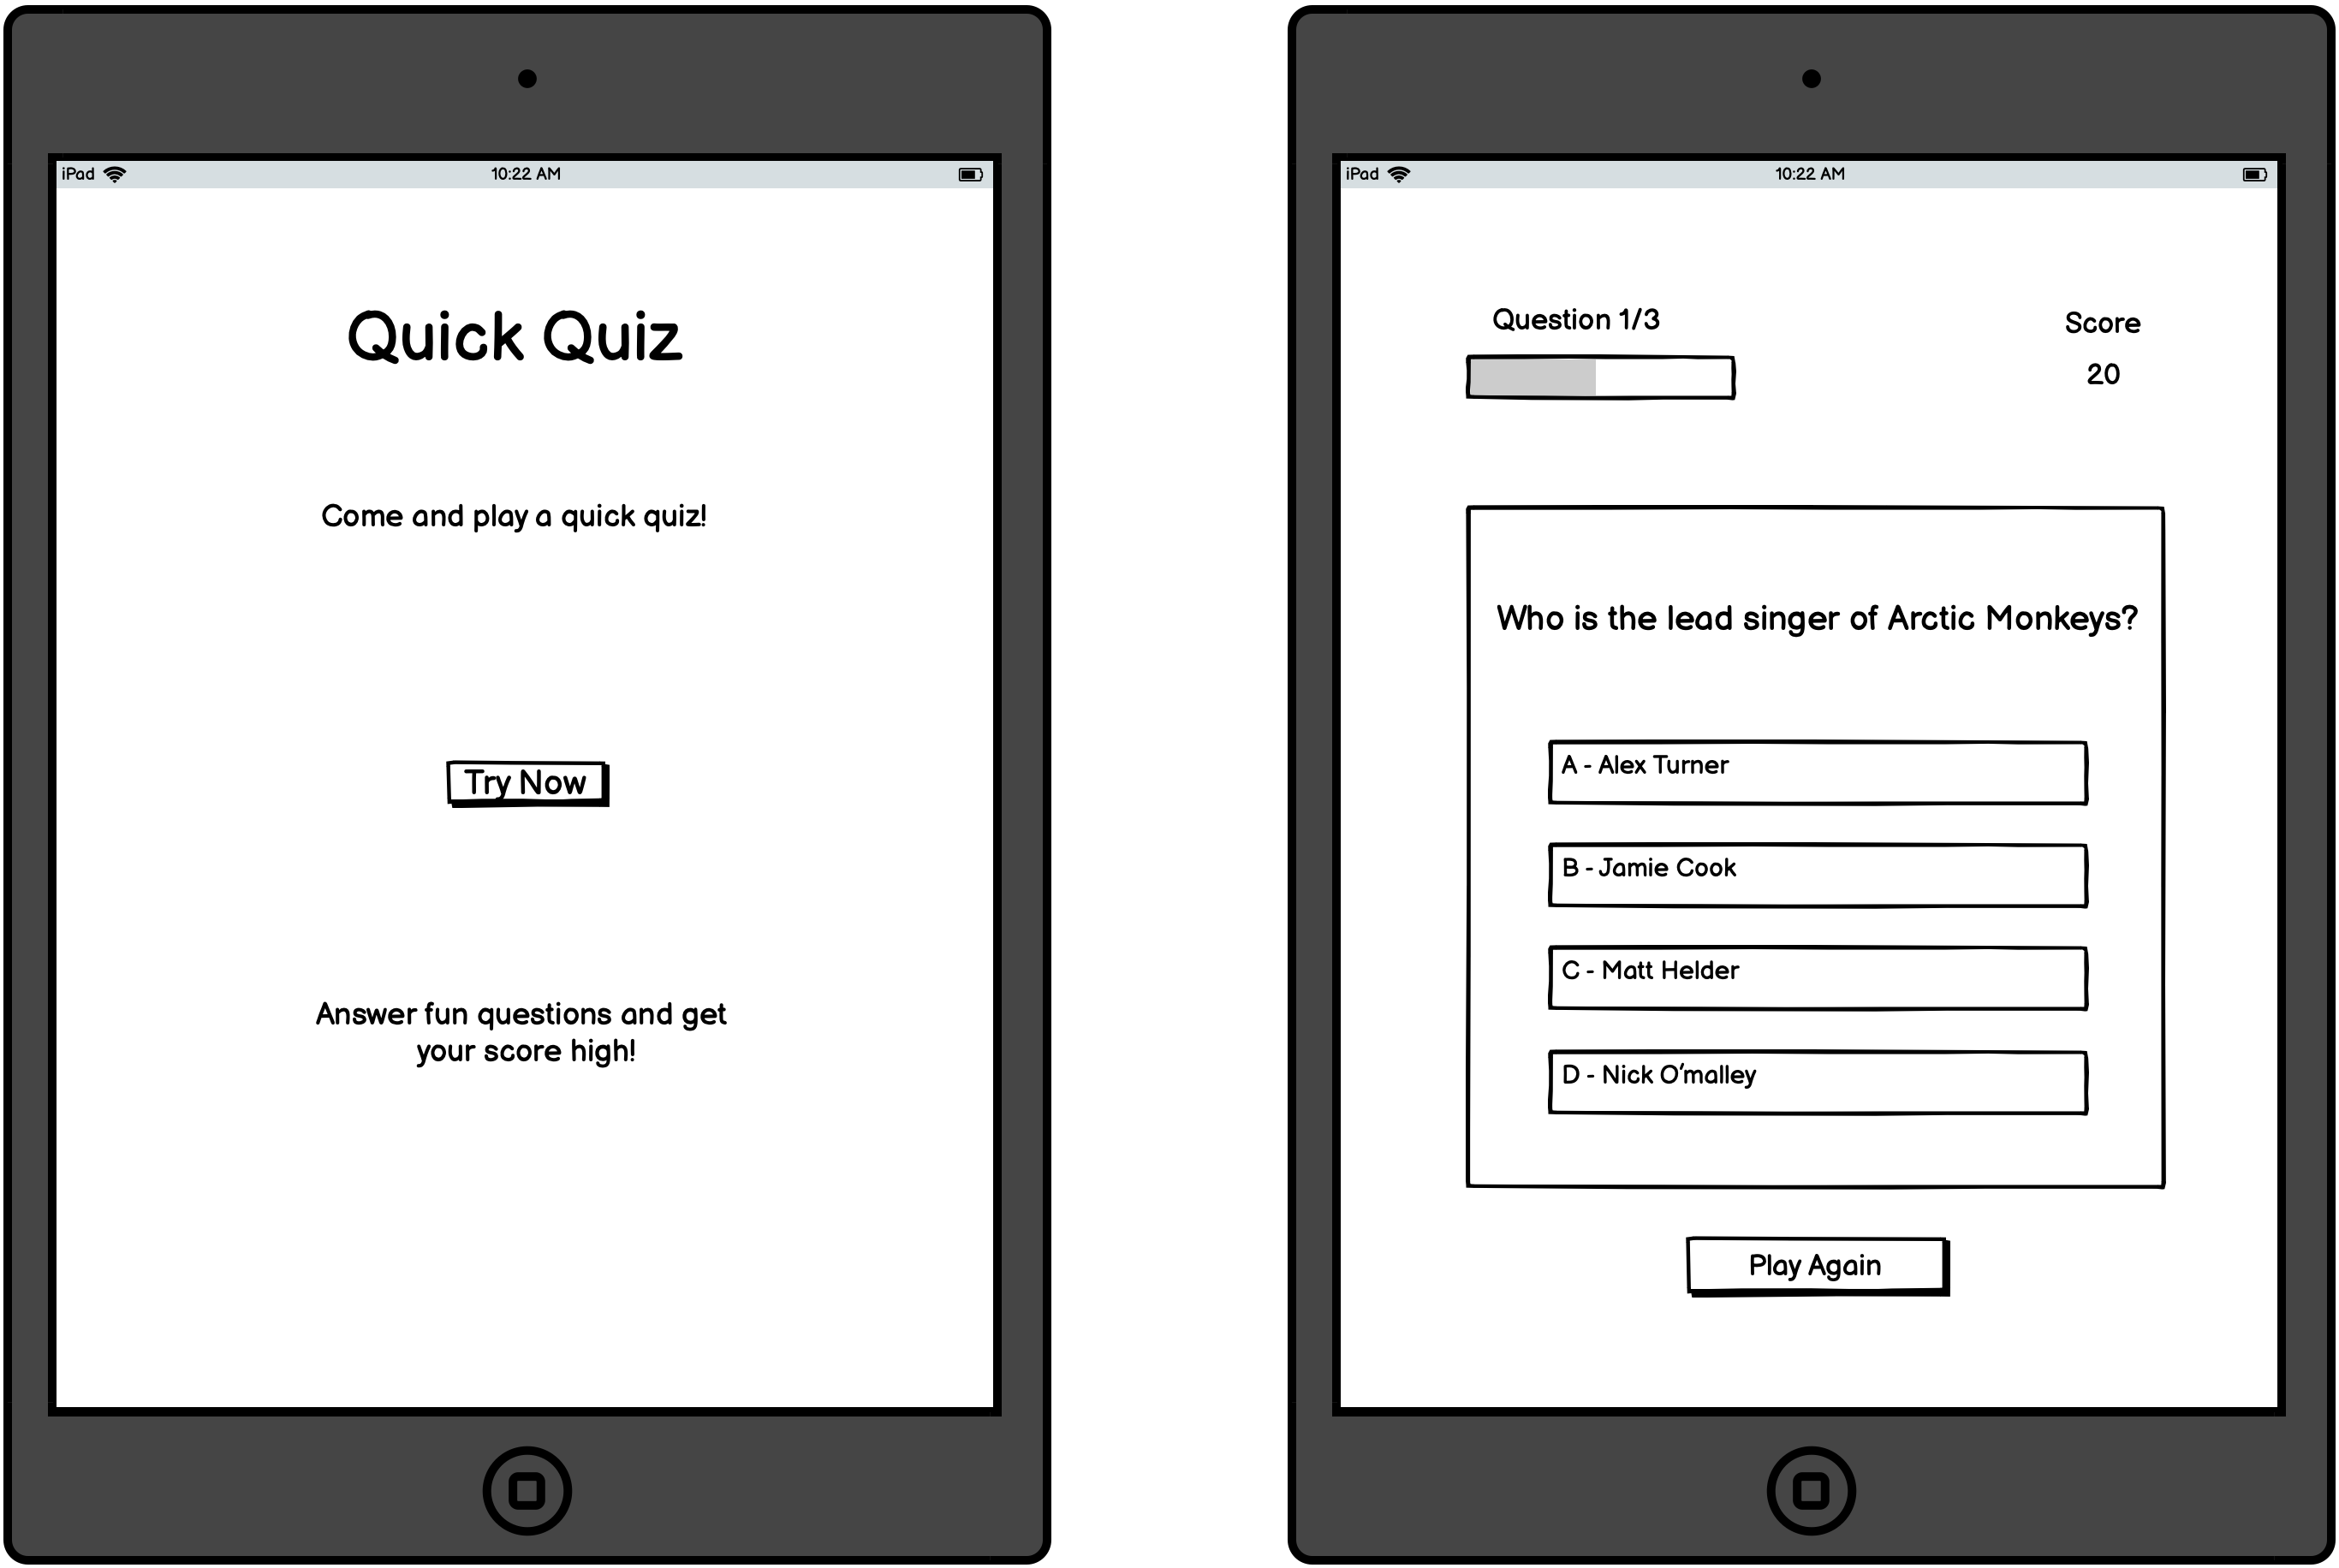 iPad 10:22 AM
Quick Quiz
Come and play a quick quiz!
Try Now
Answer fun questions and get
your score high!
iPad 10:22 AM
Question 1/3
Score
20
Who is the lead singer of Arctic Monkeys?
A - Alex Turner
B - Jamie Cook
C - Matt Helder
D - Nick O'malley
Play Again